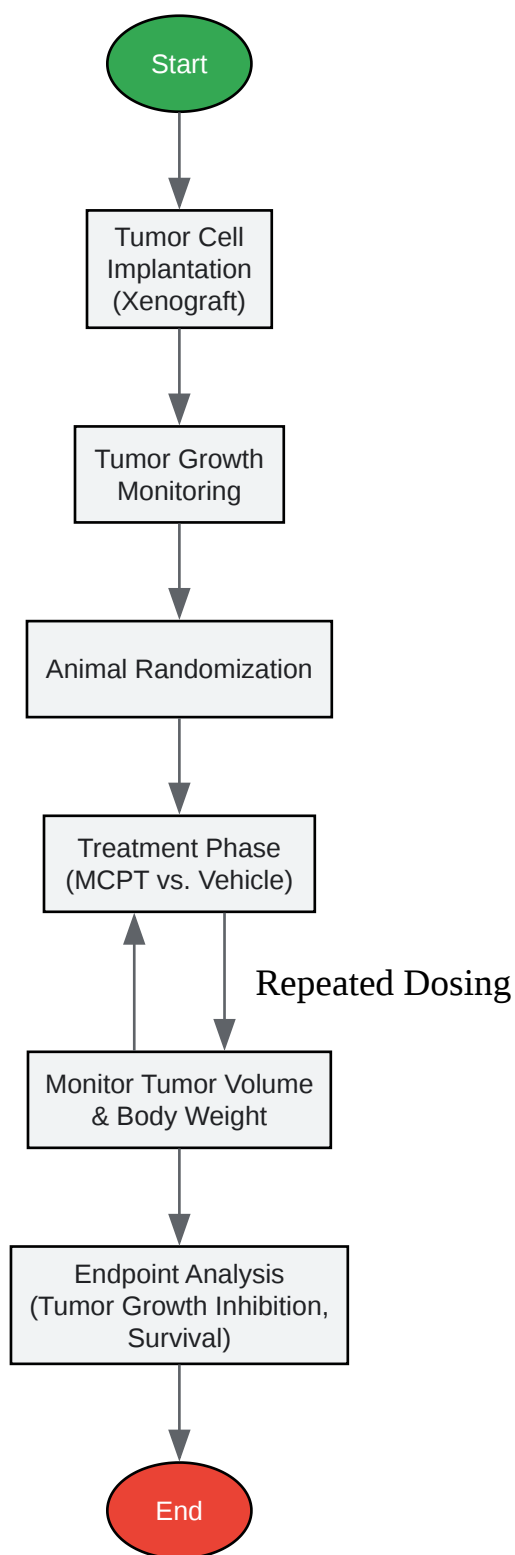 Start
Tumor Cell
Implantation
(Xenograft)
Tumor Growth
Monitoring
Animal Randomization
Treatment Phase
(MCPT vs. Vehicle)
Repeated Dosing
Monitor Tumor Volume
& Body Weight
Endpoint Analysis
(Tumor Growth Inhibition,
Survival)
End